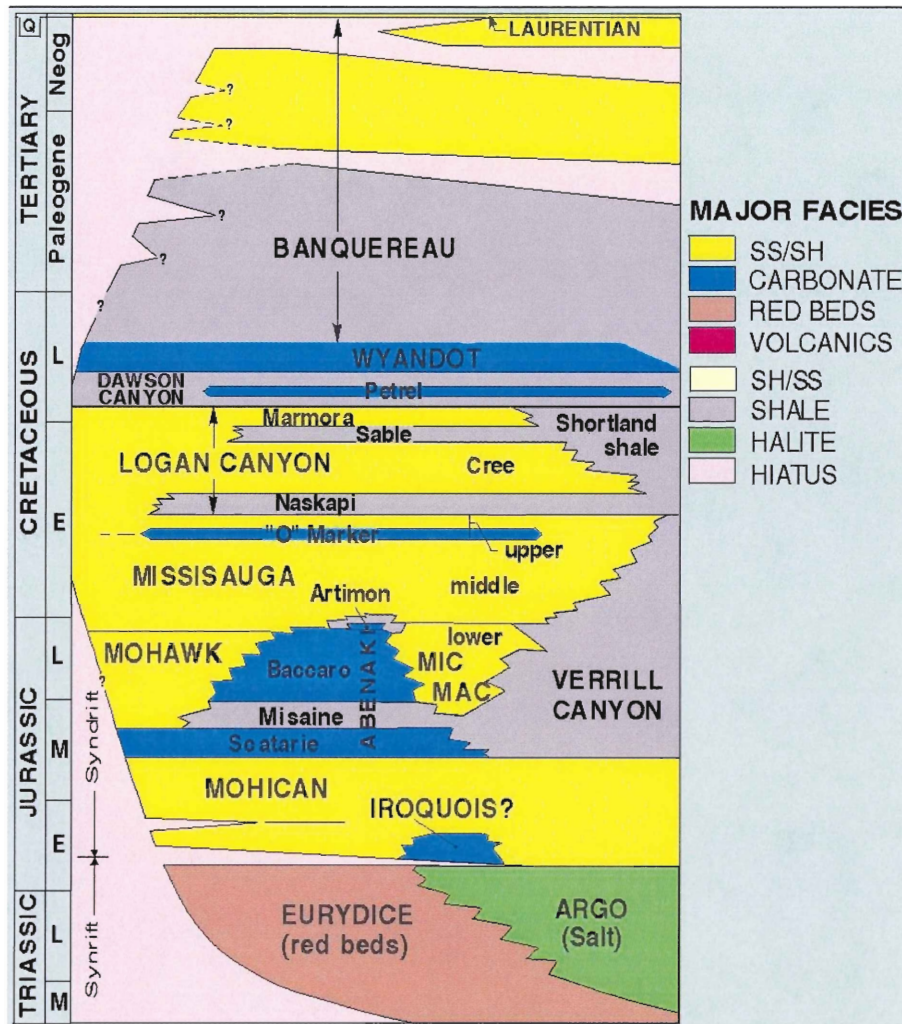 Q
TERTIARY
Neog
Paleogene
CRETACEOUS
L
E
JURASSIC
L
M
E
TRIASSIC
L
M
Syndrift
Synrift
LAURENTIAN
?
?
?
?
?
BANQUEREAU
WYANDOT
DAWSON
CANYON
Petrel
Marmora
Sable
Shortland
shale
LOGAN CANYON
Cree
Naskapi
"O" Marker
upper
MISSISAUGA
middle
Artimon
lower
MOHAWK
Baccaro
ABENAKI
MIC
MAC
?
VERRILL
CANYON
Misaine
Scatarie
MOHICAN
IROQUOIS?
EURYDICE
(red beds)
ARGO
(Salt)
MAJOR FACIES
SS/SH
CARBONATE
RED BEDS
VOLCANICS
SH/SS
SHALE
HALITE
HIATUS